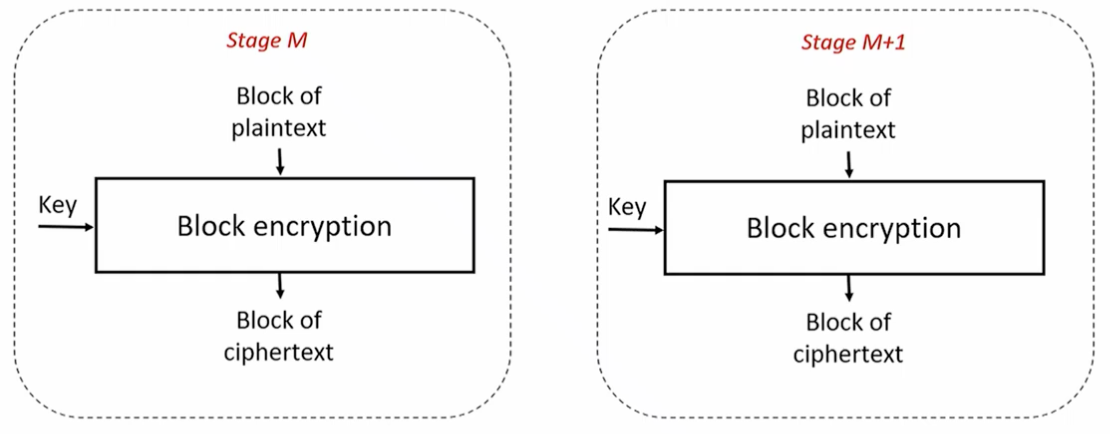 Stage M
Block of
plaintext
Key
Block encryption
Block of
ciphertext
Stage M+1
Block of
plaintext
Key
Block encryption
Block of
ciphertext